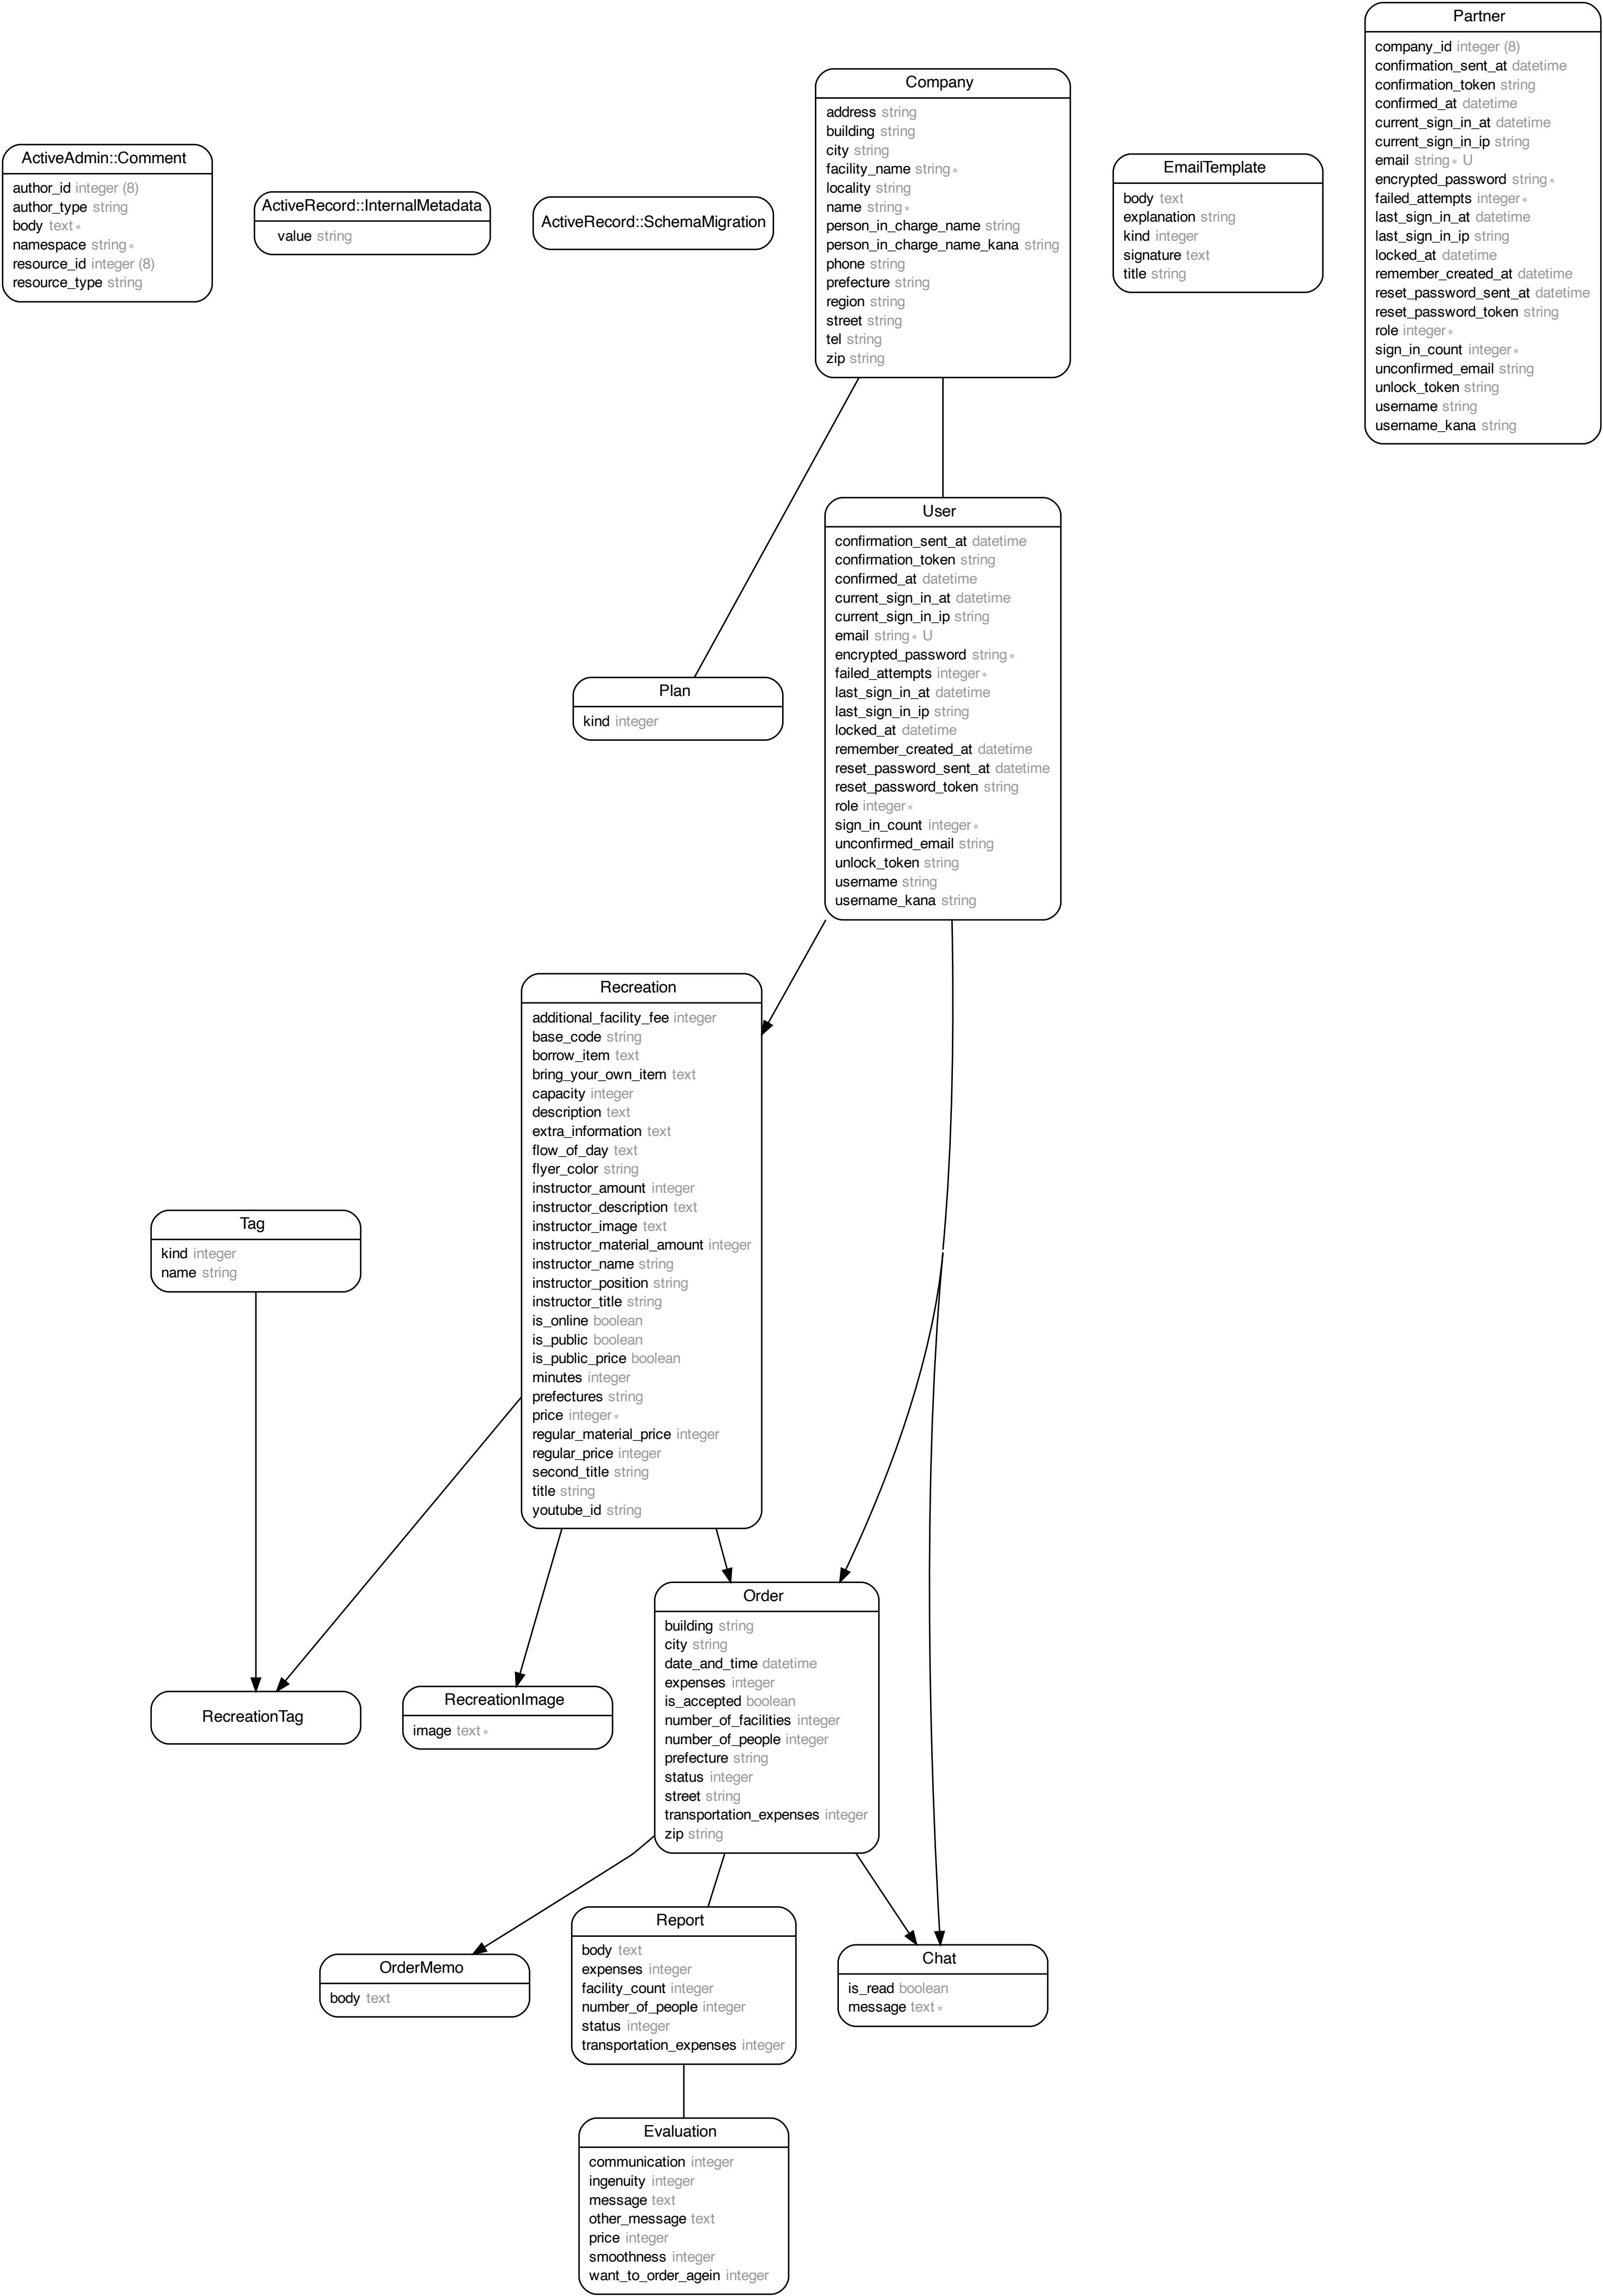 Partner
company_id integer (8)
confirmation_sent_at datetime
confirmation_token string
confirmed_at datetime
current_sign_in_at datetime
current_sign_in_ip string
email string∗ U
encrypted_password string∗
failed_attempts integer∗
last_sign_in_at datetime
last_sign_in_ip string
locked_at datetime
remember_created_at datetime
reset_password_sent_at datetime
reset_password_token string
role integer∗
sign_in_count integer∗
unconfirmed_email string
unlock_token string
username string
username_kana string
Company
address string
building string
city string
facility_name string∗
locality string
name string∗
person_in_charge_name string
person_in_charge_name_kana string
phone string
prefecture string
region string
street string
tel string
zip string
ActiveAdmin::Comment
author_id integer (8)
author_type string
body text∗
namespace string∗
resource_id integer (8)
resource_type string
ActiveRecord::InternalMetadata
value string
ActiveRecord::SchemaMigration
EmailTemplate
body text
explanation string
kind integer
signature text
title string
User
confirmation_sent_at datetime
confirmation_token string
confirmed_at datetime
current_sign_in_at datetime
current_sign_in_ip string
email string∗ U
encrypted_password string∗
failed_attempts integer∗
last_sign_in_at datetime
last_sign_in_ip string
locked_at datetime
remember_created_at datetime
reset_password_sent_at datetime
reset_password_token string
role integer∗
sign_in_count integer∗
unconfirmed_email string
unlock_token string
username string
username_kana string
Plan
kind integer
Recreation
additional_facility_fee integer
base_code string
borrow_item text
bring_your_own_item text
capacity integer
description text
extra_information text
flow_of_day text
flyer_color string
instructor_amount integer
instructor_description text
instructor_image text
instructor_material_amount integer
instructor_name string
instructor_position string
instructor_title string
is_online boolean
is_public boolean
is_public_price boolean
minutes integer
prefectures string
price integer∗
regular_material_price integer
regular_price integer
second_title string
title string
youtube_id string
Tag
kind integer
name string
RecreationTag
RecreationImage
image text∗
Order
building string
city string
date_and_time datetime
expenses integer
is_accepted boolean
number_of_facilities integer
number_of_people integer
prefecture string
status integer
street string
transportation_expenses integer
zip string
OrderMemo
body text
Report
body text
expenses integer
facility_count integer
number_of_people integer
status integer
transportation_expenses integer
Chat
is_read boolean
message text∗
Evaluation
communication integer
ingenuity integer
message text
other_message text
price integer
smoothness integer
want_to_order_agein integer